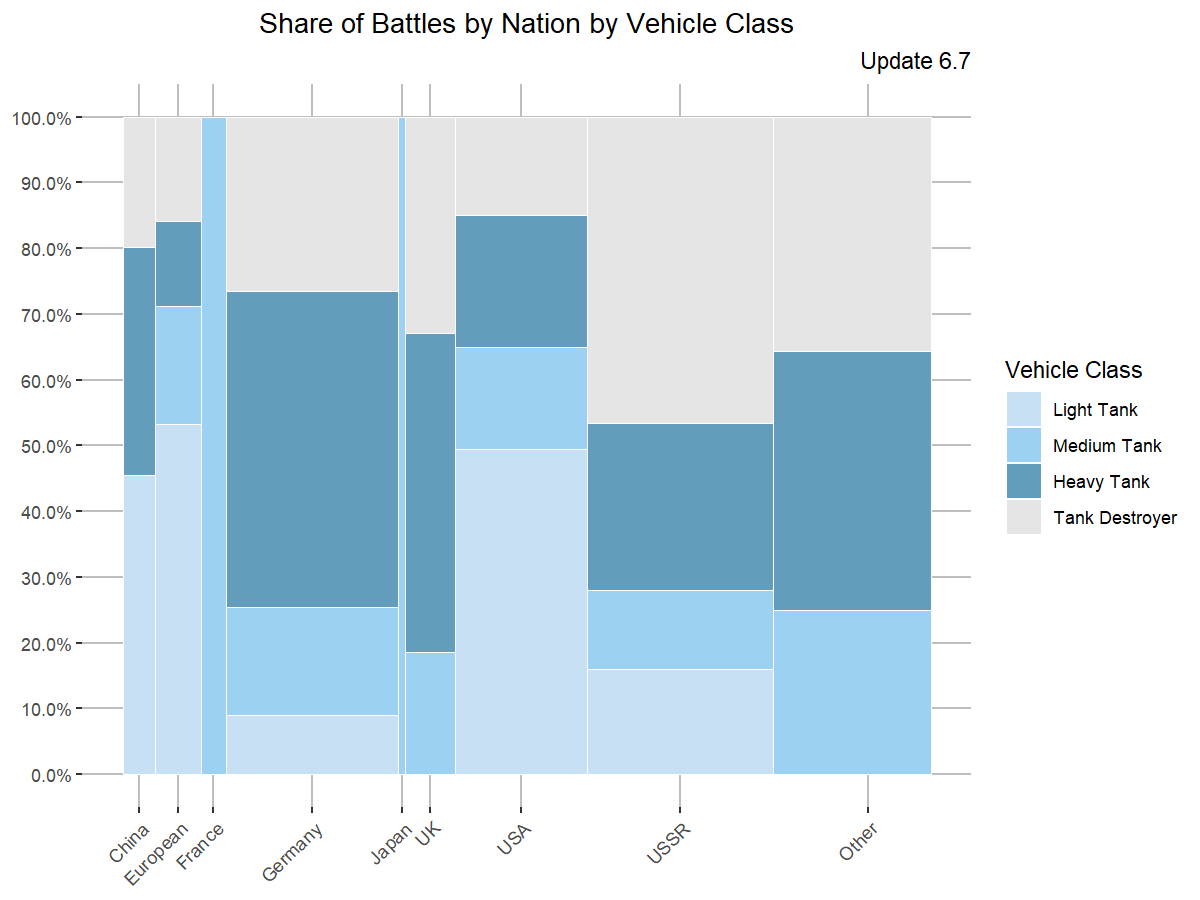 Share of Battles by Nation by Vehicle Class
Update 6.7
100.0%
90.0%
80.0%
70.0%
60.0%
50.0%
40.0%
30.0%
20.0%
10.0%
0.0%
China
European
France
Germany
Japan
UK
USA
USSR
Other
Vehicle Class
Light Tank
Medium Tank
Heavy Tank
Tank Destroyer